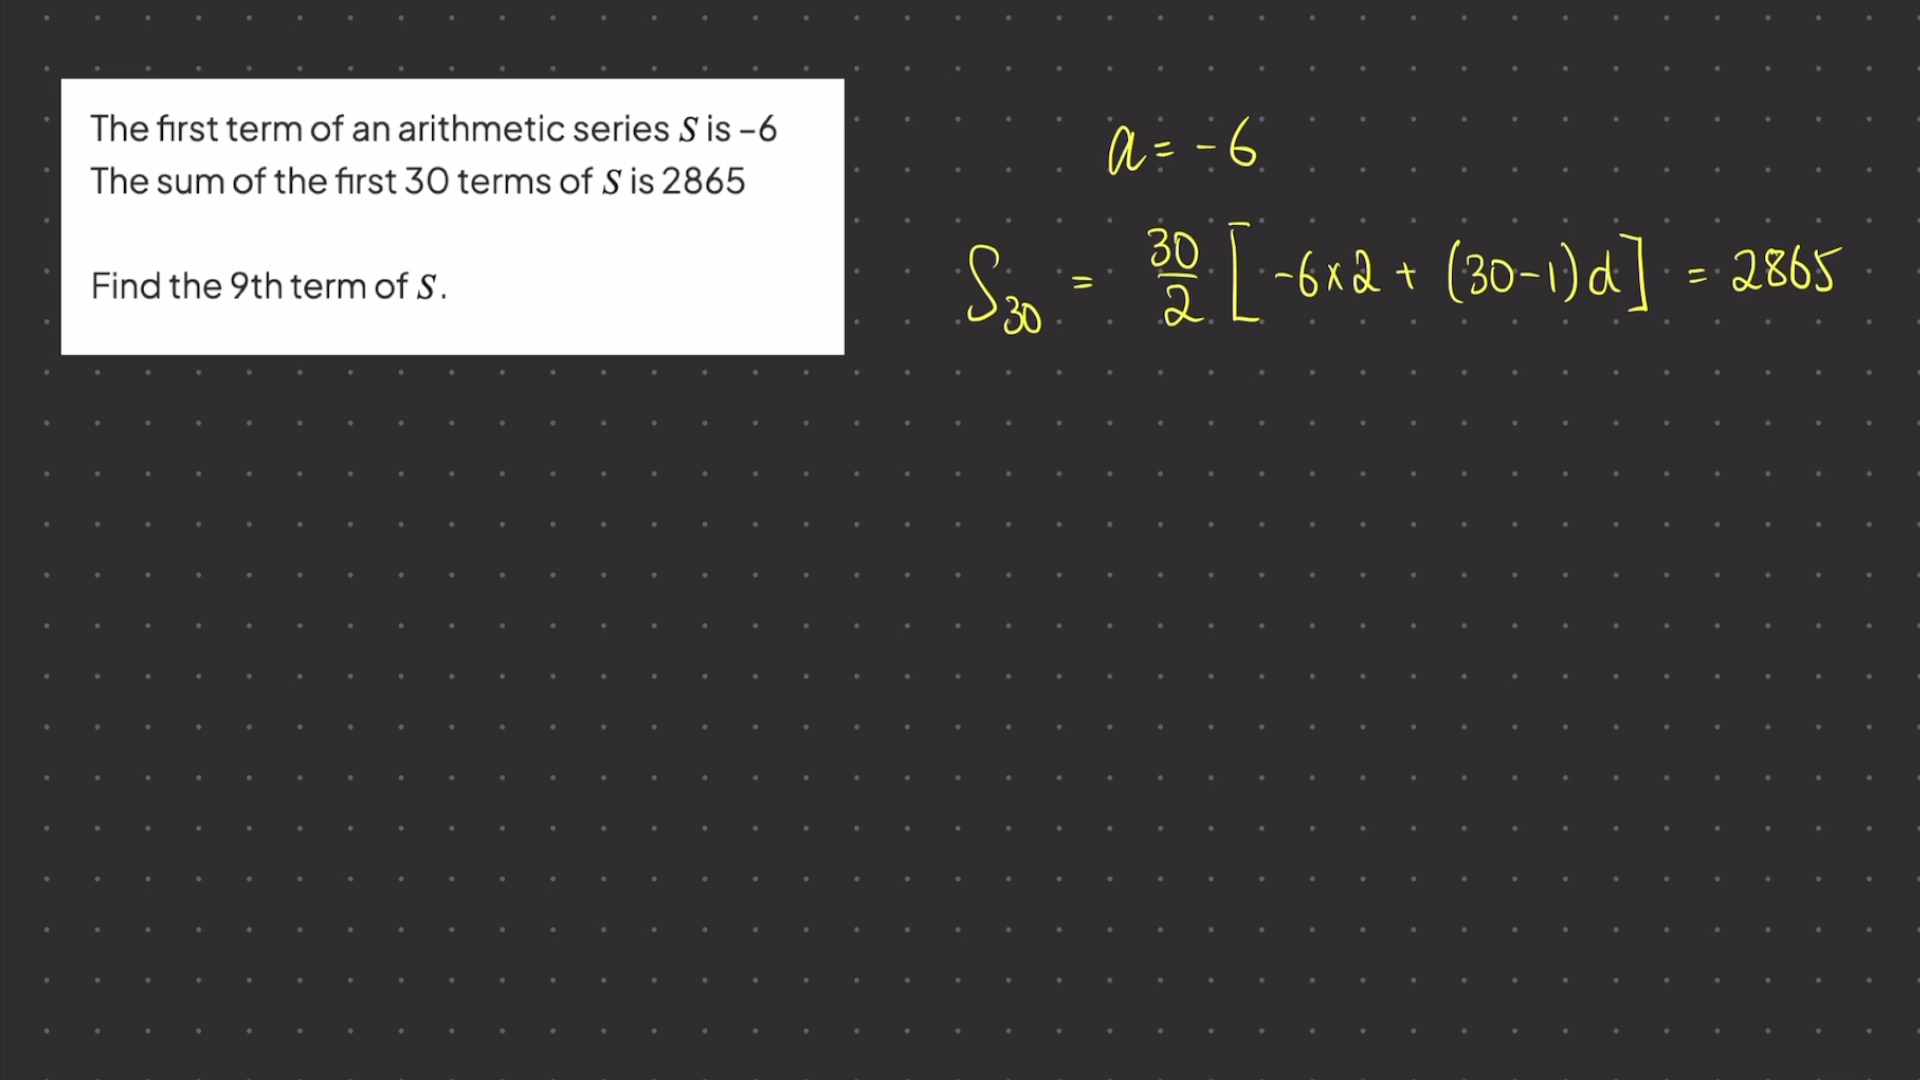 The first term of an arithmetic series S is –6
The sum of the first 30 terms of S is 2865
Find the 9th term of S.
a = -6
S₃₀ = 30/2 [-6×2 + (30-1)d] = 2865